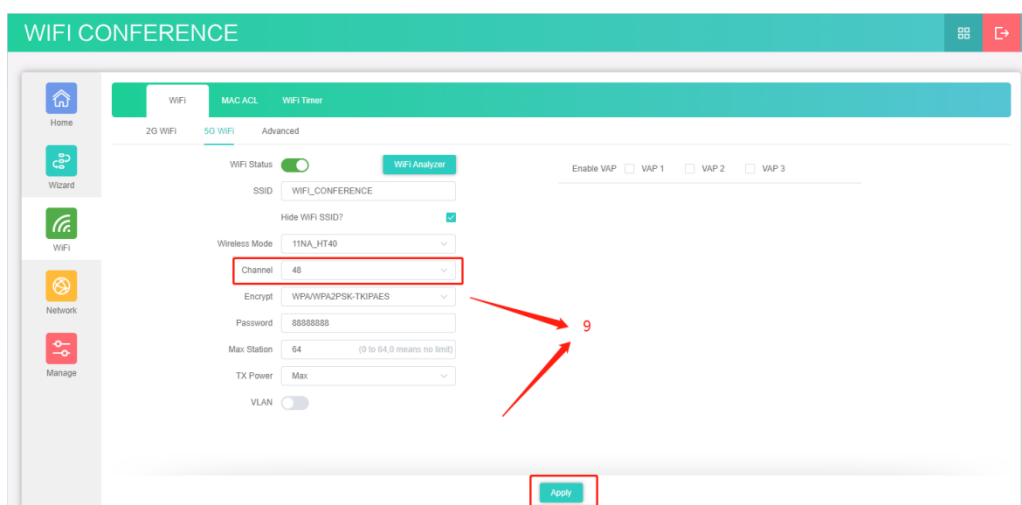 WIFI CONFERENCE
Home
Wizard
WiFi
Network
Manage
WiFi MAC ACL WiFi Timer
2G WiFi 5G WiFi Advanced
WiFi Status WiFi Analyzer
SSID WIFI_CONFERENCE
Hide WiFi SSID?
Wireless Mode 11NA_HT40
Channel 48
Encrypt WPA/WPA2PSK-TKIPAES
Password 88888888
Max Station 64 (0 to 64,0 means no limit)
TX Power Max
VLAN
Enable VAP VAP 1 VAP 2 VAP 3
9
Apply